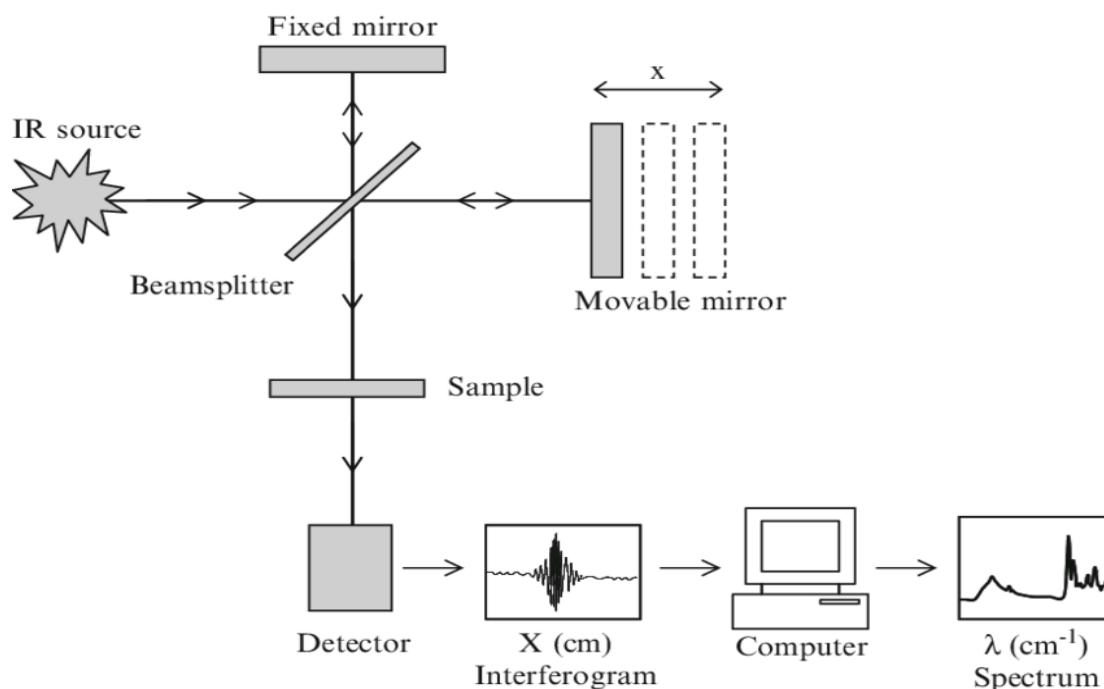 Fixed mirror
x
IR source
Beamsplitter
Movable mirror
Sample
Detector
X (cm)
Interferogram
Computer
λ (cm⁻¹)
Spectrum